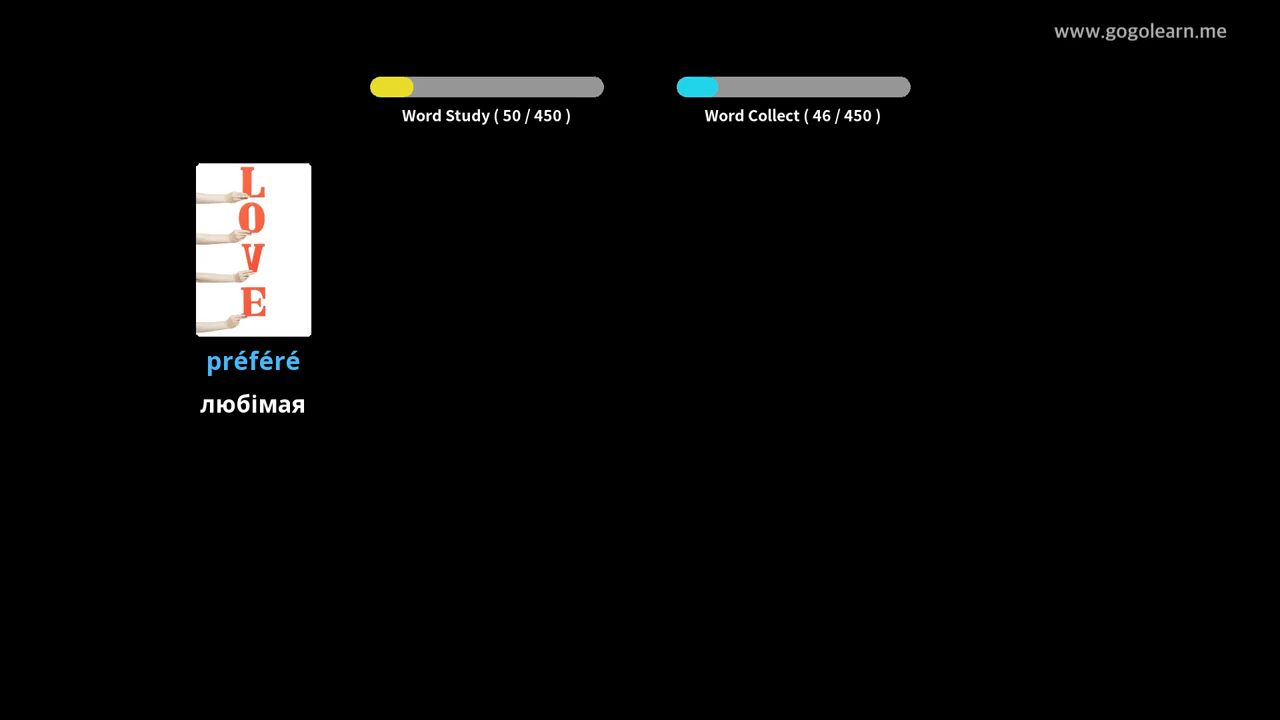 www.gogolearn.me
Word Study ( 50 / 450 )
Word Collect ( 46 / 450 )
L
O
V
E
préféré
любімая